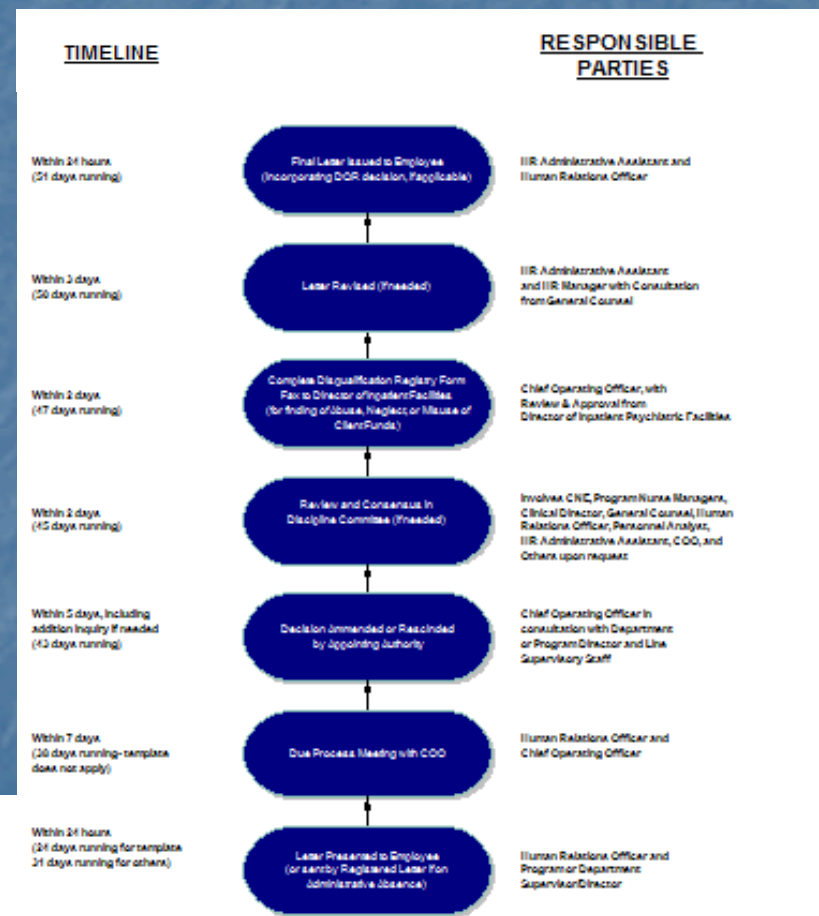 TIMELINE
RESPONSIBLE
PARTIES
Within 24 hours
(51 days running)
Final Letter Issued to Employee
(Incorporating DOR decision, if applicable)
HR Administrative Assistant and
Human Relations Officer
Within 3 days
(50 days running)
Letter Revised (if needed)
HR Administrative Assistant
and HR Manager with Consultation
from General Counsel
Within 2 days
(47 days running)
Complete Disqualification Registry Form
Fax to Director of Inpatient Facilities
(for finding of Abuse, Neglect, or Misuse of
Client Funds)
Chief Operating Officer, with
Review & Approval from
Director of Inpatient Psychiatric Facilities
Within 2 days
(45 days running)
Review and Consensus in
Discipline Committee (if needed)
Involves CNE, Program Nurse Managers,
Clinical Director, General Counsel, Human
Relations Officer, Personnel Analyst,
HR Administrative Assistant, COO, and
Others upon request
Within 5 days, including
addition inquiry if needed
(43 days running)
Decision Ammended or Rescinded
by Appointing Authority
Chief Operating Officer in
consultation with Department
or Program Director and Line
Supervisory Staff
Within 7 days
(38 days running- template
does not apply)
Due Process Meeting with COO
Human Relations Officer and
Chief Operating Officer
Within 24 hours
(24 days running for template
31 days running for others)
Letter Presented to Employee
(or sent by Registered Letter if on
Administrative Absence)
Human Relations Officer and
Program or Department
Supervisor/Director